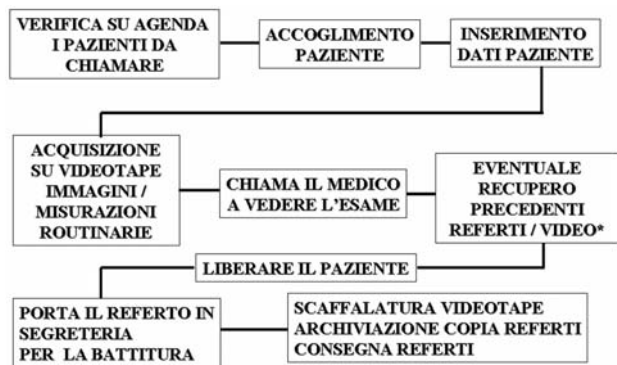 VERIFICA SU AGENDA
I PAZIENTI DA
CHIAMARE
ACCOGLIMENTO
PAZIENTE
INSERIMENTO
DATI PAZIENTE
ACQUISIZIONE
SU VIDEOTAPE
IMMAGINI /
MISURAZIONI
ROUTINARIE
CHIAMA IL MEDICO
A VEDERE L'ESAME
EVENTUALE
RECUPERO
PRECEDENTI
REFERTI / VIDEO*
LIBERARE IL PAZIENTE
PORTA IL REFERTO IN
SEGRETERIA
PER LA BATTITURA
SCAFFALATURA VIDEOTAPE
ARCHIVIAZIONE COPIA REFERTI
CONSEGNA REFERTI